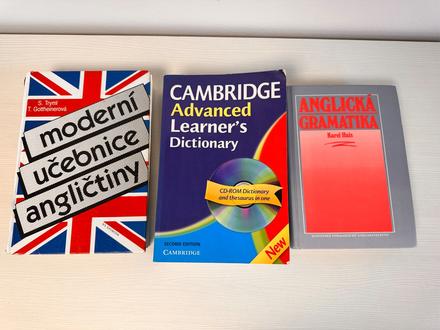 S. Tryml
T. Gottheinerová
moderní
učebnice
angličtiny
CAMBRIDGE
Advanced
Learner's
Dictionary
CD-ROM Dictionary
and thesaurus in one
SECOND EDITION
CAMBRIDGE
New
ANGLICKÁ
GRAMATIKA
Karel Hais